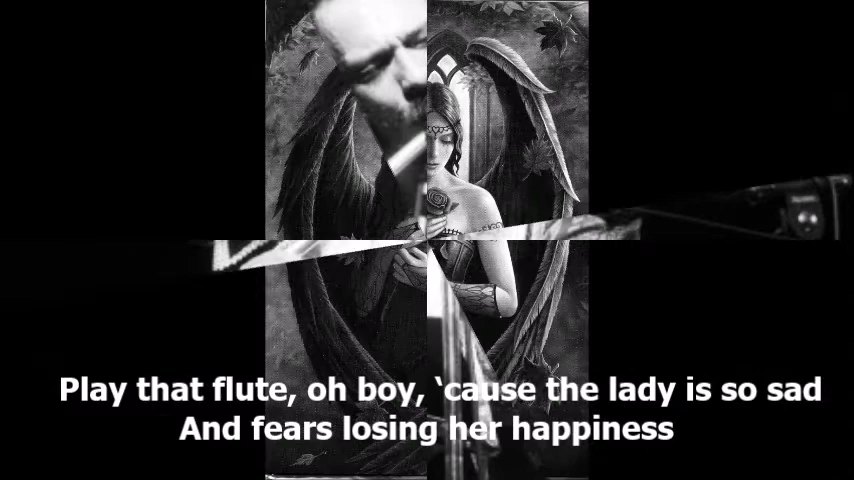 Play that flute, oh boy, ‘cause the lady is so sad
And fears losing her happiness